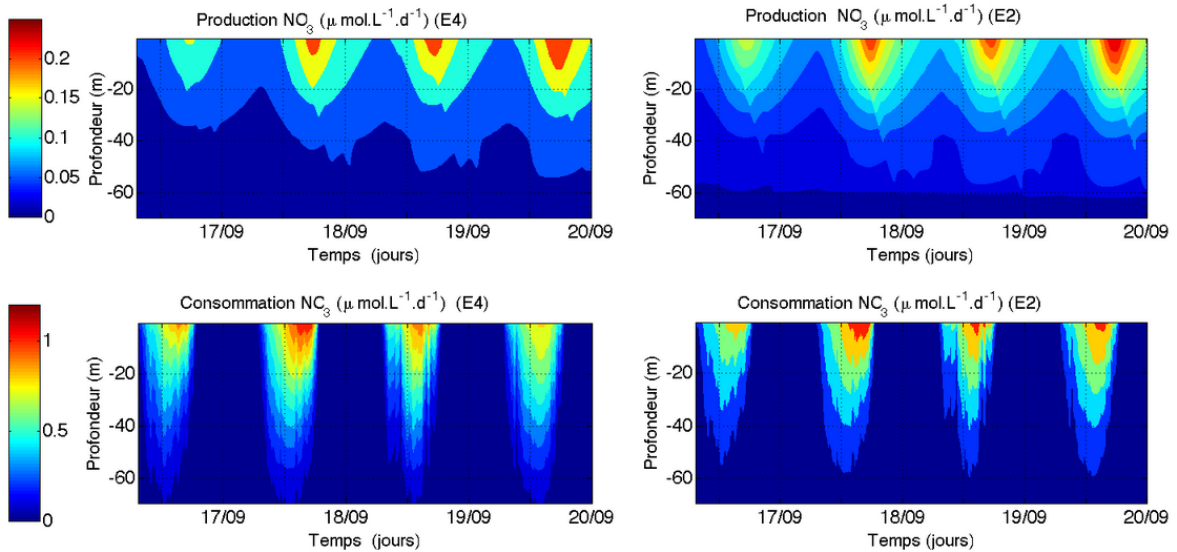 Production NO3 (μ mol.L-1.d-1) (E4)
Production NO3 (μ mol.L-1.d-1) (E2)
0.2
0.15
0.1
0.05
0
Profondeur (m)
-20
-40
-60
17/09 18/09 19/09 20/09
Temps (jours)
Profondeur (m)
-20
-40
-60
17/09 18/09 19/09 20/09
Temps (jours)
Consommation NC3 (μ mol.L-1.d-1) (E4)
Consommation NC3 (μ mol.L-1.d-1) (E2)
1
0.5
0
Profondeur (m)
-20
-40
-60
17/09 18/09 19/09 20/09
Temps (jours)
Profondeur (m)
-20
-40
-60
17/09 18/09 19/09 20/09
Temps (jours)